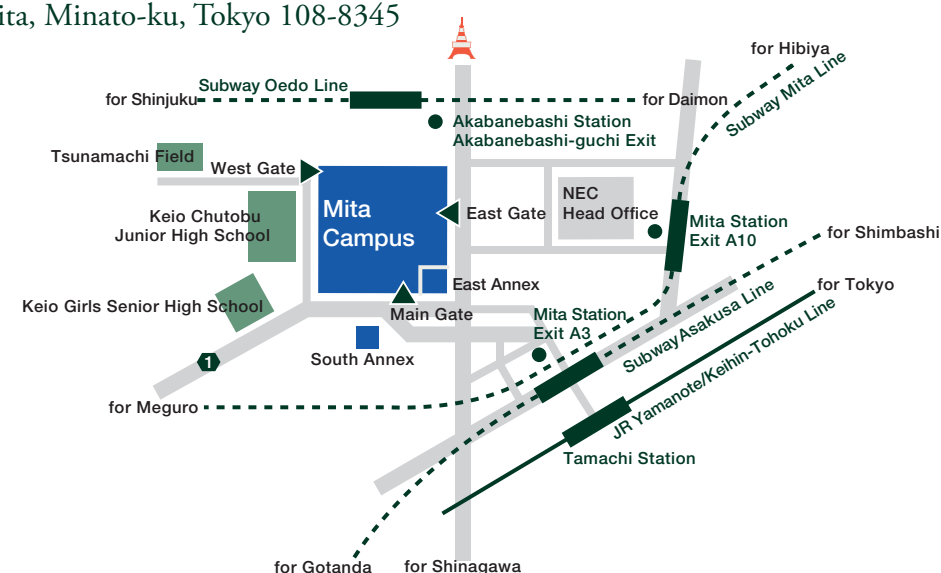 ita, Minato-ku, Tokyo 108-8345
for Hibiya
Subway Mita Line
Subway Oedo Line
for Shinjuku
for Daimon
Akabanebashi Station
Akabanebashi-guchi Exit
Tsunamachi Field
West Gate
NEC
Head Office
Mita
Campus
East Gate
Keio Chutobu
Junior High School
Mita Station
Exit A10
for Shimbashi
East Annex
for Tokyo
Keio Girls Senior High School
Main Gate
Mita Station
Exit A3
Subway Asakusa Line
JR Yamanote/Keihin-Tohoku Line
South Annex
1
for Meguro
Tamachi Station
for Gotanda
for Shinagawa